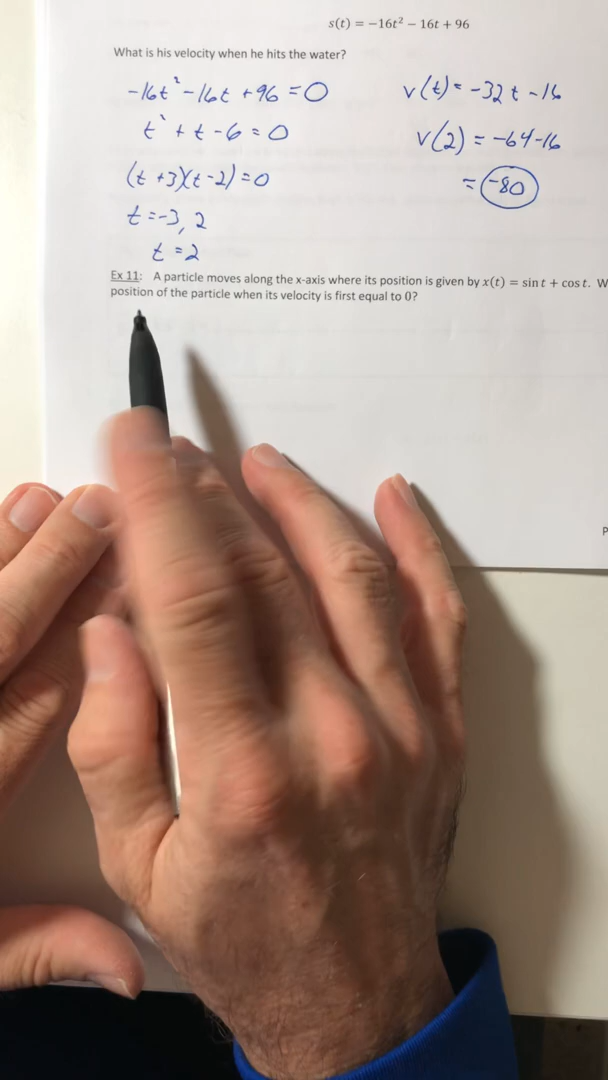 s(t) = −16t² − 16t + 96
What is his velocity when he hits the water?
-16t² -16t +96 = 0
t² + t - 6 = 0
(t +3)(t -2) = 0
t = -3, 2
t = 2
v(t) = -32t -16
v(2) = -64-16
= -80
Ex 11: A particle moves along the x-axis where its position is given by x(t) = sin t + cos t. W
position of the particle when its velocity is first equal to 0?
P